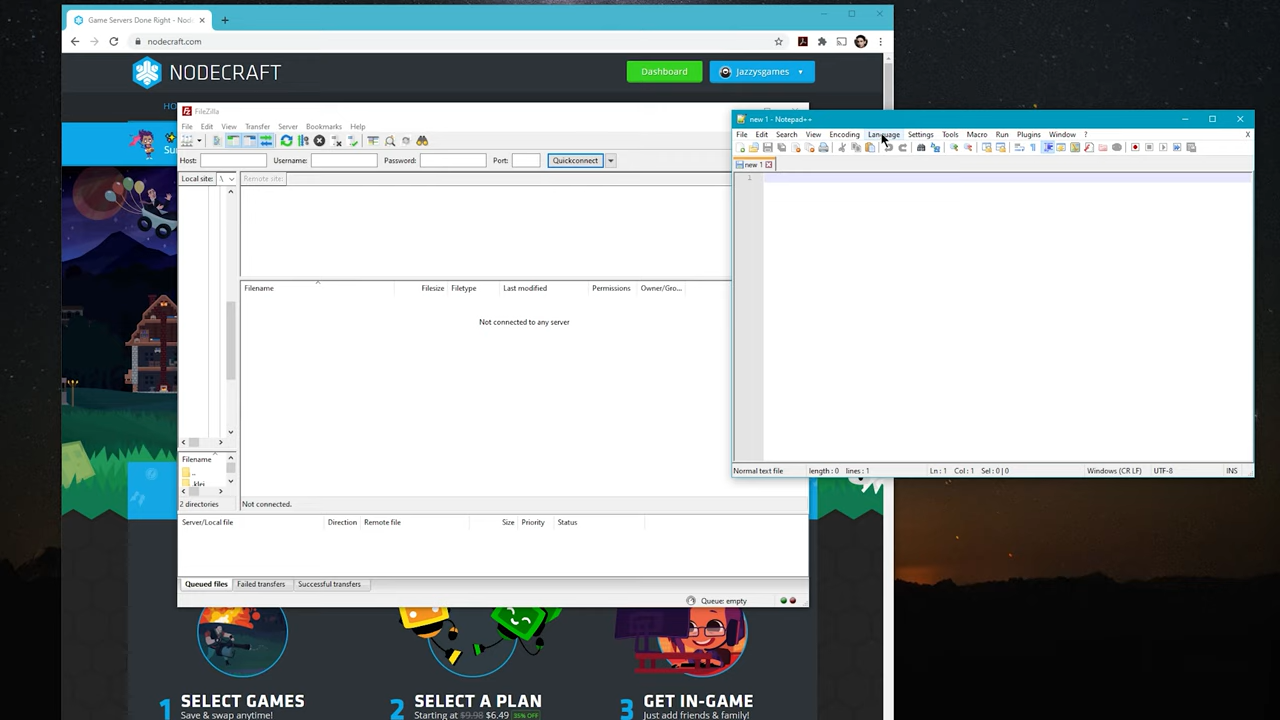 Game Servers Done Right - Nod
nodecraft.com
NODECRAFT
Dashboard
Jazzysgames
HO
Su
FileZilla
File Edit View Transfer Server Bookmarks Help
Host: Username: Password: Port: Quickconnect
Local site: \
Remote site:
Filename Filesize Filetype Last modified Permissions Owner/Gro...
Not connected to any server
Filename
..
.klei
2 directories
Not connected.
Server/Local file Direction Remote file Size Priority Status
Queued files Failed transfers Successful transfers
Queue: empty
new 1 - Notepad++
File Edit Search View Encoding Language Settings Tools Macro Run Plugins Window ?
X
new 1
1
Normal text file length : 0 lines : 1 Ln : 1 Col : 1 Sel : 0 | 0 Windows (CR LF) UTF-8 INS
1 SELECT GAMES
Save & swap anytime!
2 SELECT A PLAN
Starting at $9.98 $6.49 35% OFF
3 GET IN-GAME
Just add friends & family!